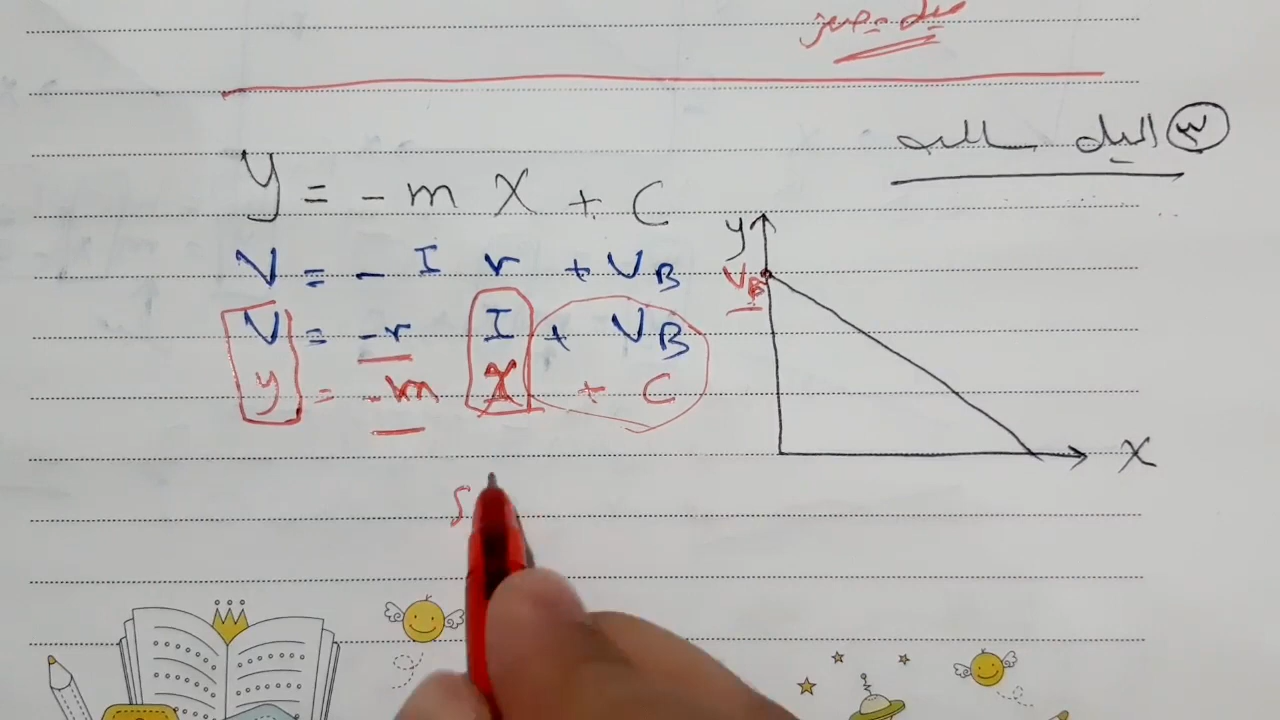 ③ الميل سالب
y = - m X + C
V = - I r + VB
V = -r I + VB
y = -m X + C
y
VB
X
S